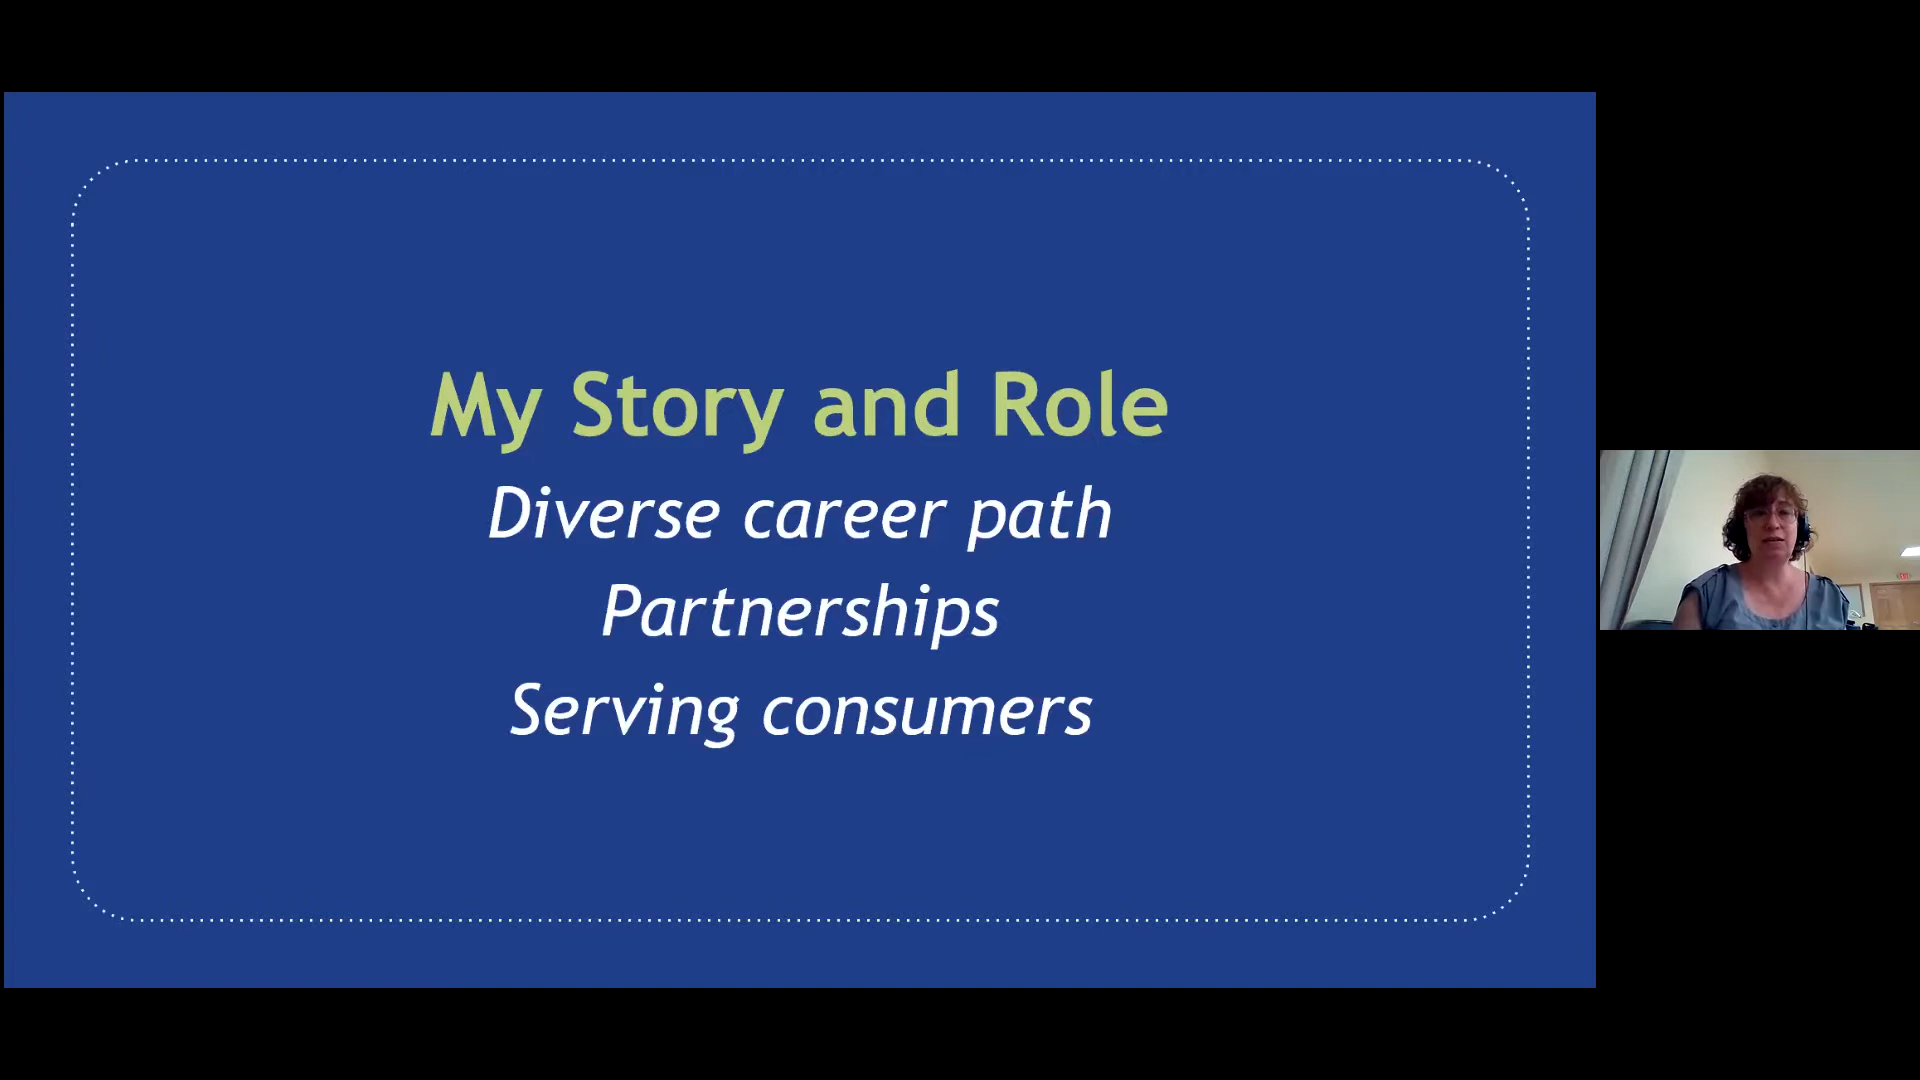 My Story and Role
Diverse career path
Partnerships
Serving consumers